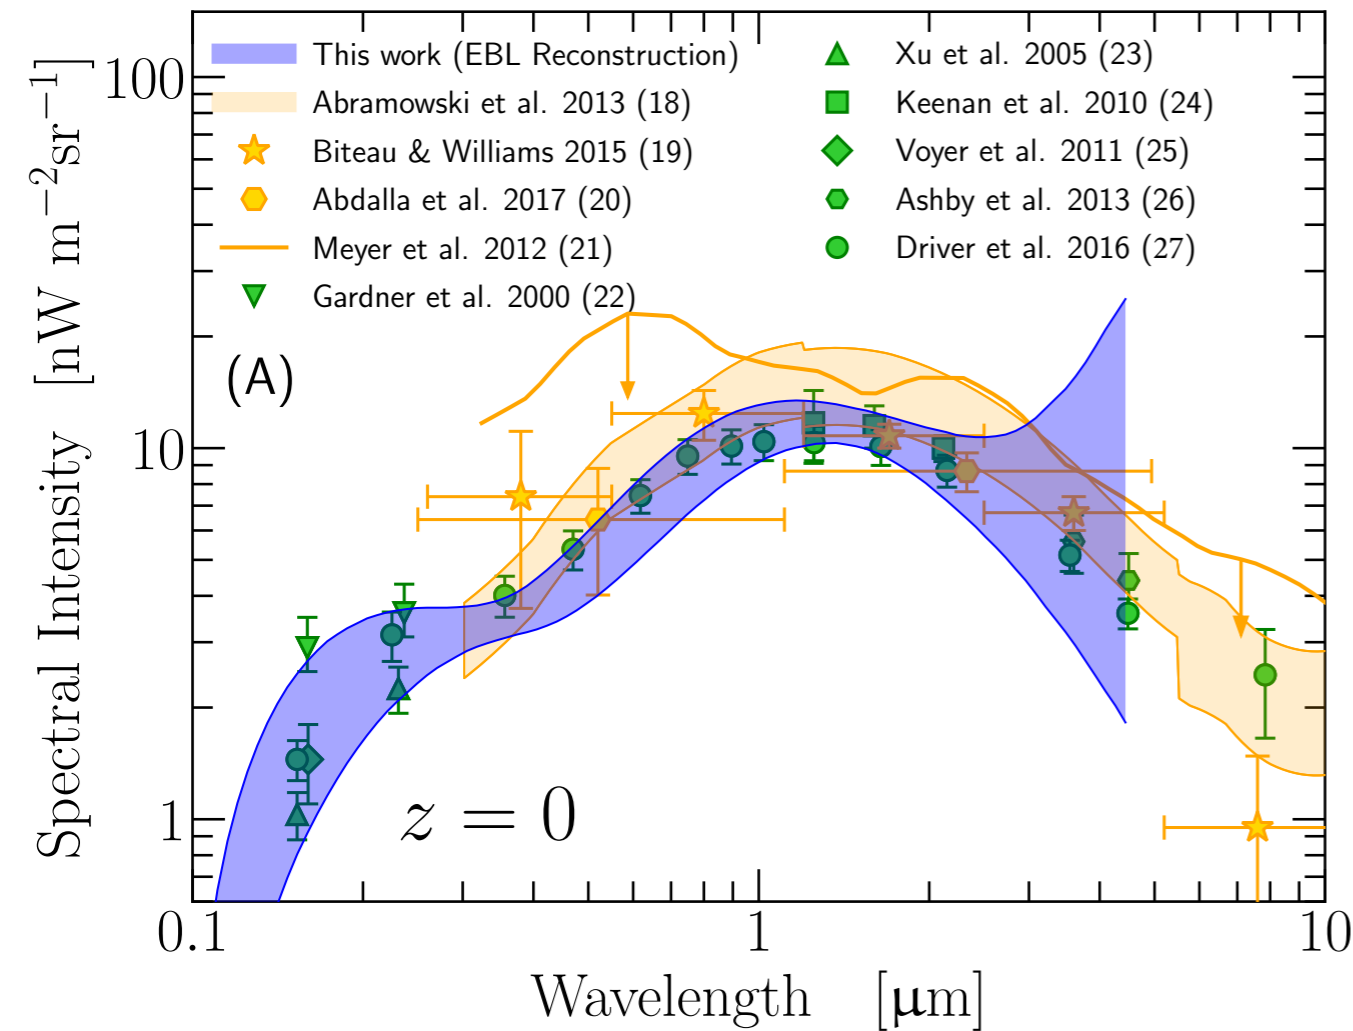 100
10
1
Spectral Intensity [nW m−2sr−1]
This work (EBL Reconstruction)
Abramowski et al. 2013 (18)
Biteau & Williams 2015 (19)
Abdalla et al. 2017 (20)
Meyer et al. 2012 (21)
Gardner et al. 2000 (22)
Xu et al. 2005 (23)
Keenan et al. 2010 (24)
Voyer et al. 2011 (25)
Ashby et al. 2013 (26)
Driver et al. 2016 (27)
(A)
z = 0
0.1 1 10
Wavelength [μm]